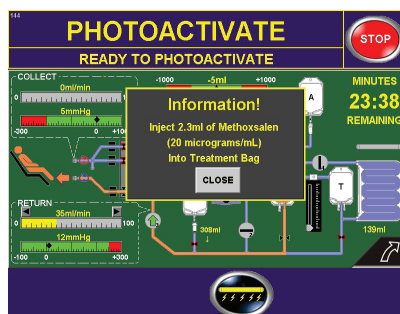 144
PHOTOACTIVATE
READY TO PHOTOACTIVATE
STOP
COLLECT
0ml/min
0
5mmHg
-300
0
+100
-1000
-5ml
+1000
A
MINUTES
23:38
REMAINING
Information!
Inject 2.3ml of Methoxsalen
(20 micrograms/mL)
Into Treatment Bag
CLOSE
RETURN
35ml/min
0
100
12mmHg
-100
0
+300
308ml
T
139ml